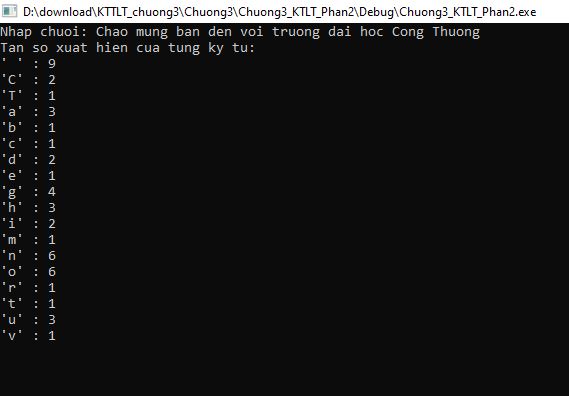 D:\download\KTTLT_chuong3\Chuong3\Chuong3_KTLT_Phan2\Debug\Chuong3_KTLT_Phan2.exe
Nhap chuoi: Chao mung ban den voi truong dai hoc Cong Thuong
Tan so xuat hien cua tung ky tu:
' ' : 9
'C' : 2
'T' : 1
'a' : 3
'b' : 1
'c' : 1
'd' : 2
'e' : 1
'g' : 4
'h' : 3
'i' : 2
'm' : 1
'n' : 6
'o' : 6
'r' : 1
't' : 1
'u' : 3
'v' : 1